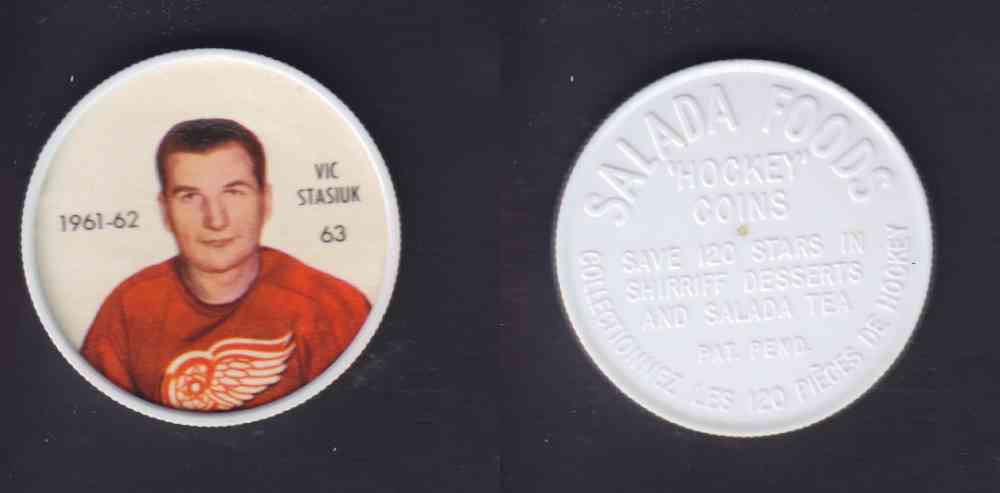 VIC
STASIUK
1961-62
63
SALADA FOODS
"HOCKEY"
COINS
SAVE 120 STARS IN
SHIRRIFF DESSERTS
AND SALADA TEA
PAT. PEND.
COLLECTIONNEZ LES 120 PIÈCES DE HOCKEY